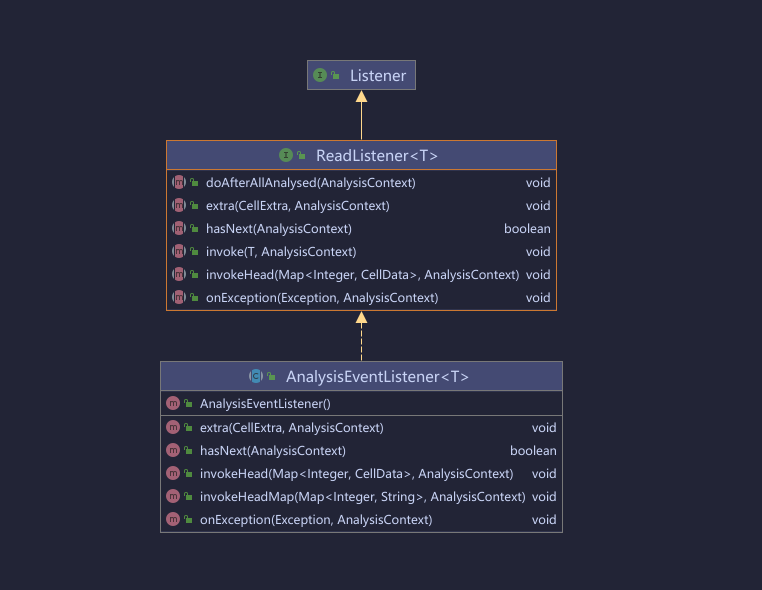 Listener
ReadListener<T>
doAfterAllAnalysed(AnalysisContext) void
extra(CellExtra, AnalysisContext) void
hasNext(AnalysisContext) boolean
invoke(T, AnalysisContext) void
invokeHead(Map<Integer, CellData>, AnalysisContext) void
onException(Exception, AnalysisContext) void
AnalysisEventListener<T>
AnalysisEventListener()
extra(CellExtra, AnalysisContext) void
hasNext(AnalysisContext) boolean
invokeHead(Map<Integer, CellData>, AnalysisContext) void
invokeHeadMap(Map<Integer, String>, AnalysisContext) void
onException(Exception, AnalysisContext) void